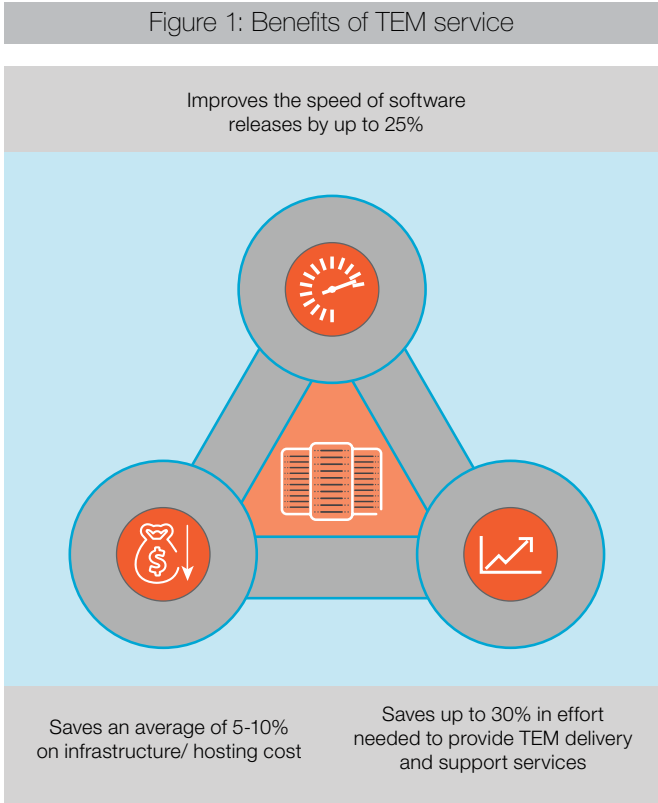 Figure 1: Benefits of TEM service
Improves the speed of software
releases by up to 25%
$
Saves an average of 5-10%
on infrastructure/ hosting cost
Saves up to 30% in effort
needed to provide TEM delivery
and support services